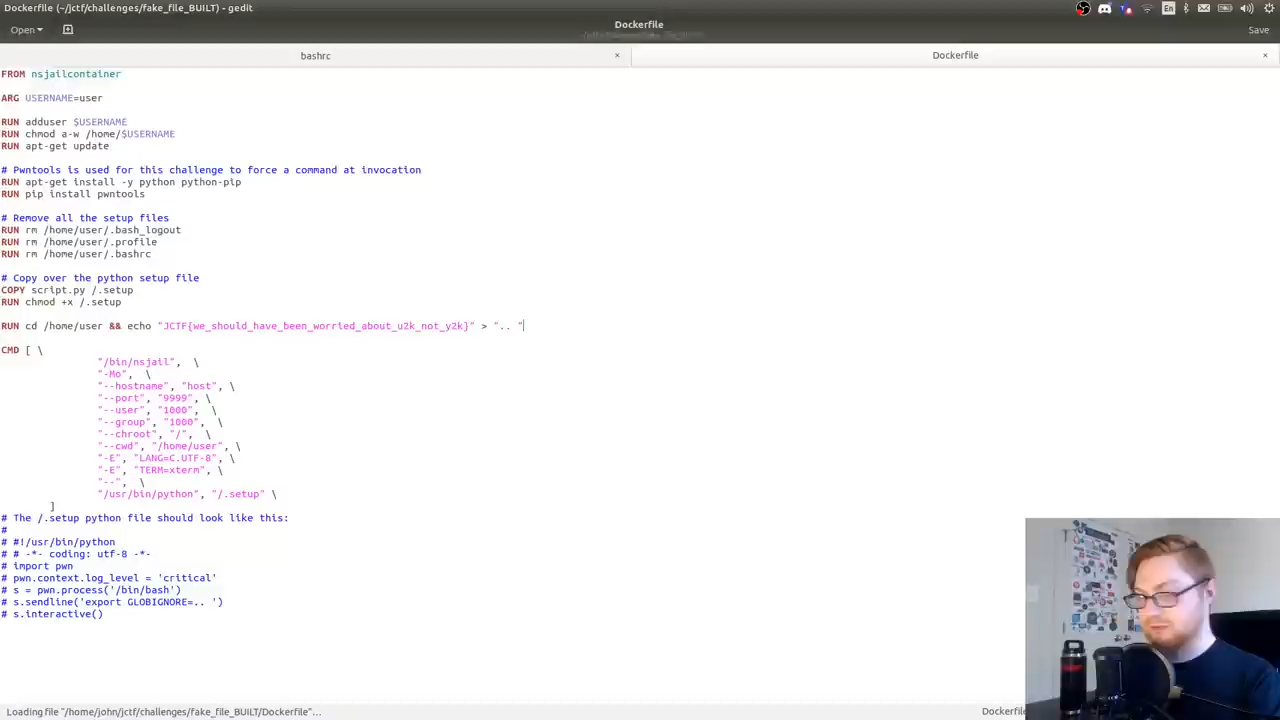 Dockerfile (~/jctf/challenges/fake_file_BUILT) - gedit
En
Open
Dockerfile
Save
bashrc × Dockerfile ×
FROM nsjailcontainer
ARG USERNAME=user
RUN adduser $USERNAME
RUN chmod a-w /home/$USERNAME
RUN apt-get update
# Pwntools is used for this challenge to force a command at invocation
RUN apt-get install -y python python-pip
RUN pip install pwntools
# Remove all the setup files
RUN rm /home/user/.bash_logout
RUN rm /home/user/.profile
RUN rm /home/user/.bashrc
# Copy over the python setup file
COPY script.py /.setup
RUN chmod +x /.setup
RUN cd /home/user && echo "JCTF{we_should_have_been_worried_about_u2k_not_y2k}" > ".. "
CMD [ \
"/bin/nsjail", \
"-Mo", \
"--hostname", "host", \
"--port", "9999", \
"--user", "1000", \
"--group", "1000", \
"--chroot", "/", \
"--cwd", "/home/user", \
"-E", "LANG=C.UTF-8", \
"-E", "TERM=xterm", \
"--", \
"/usr/bin/python", "/.setup" \
]
# The /.setup python file should look like this:
#
# #!/usr/bin/python
# # -*- coding: utf-8 -*-
# import pwn
# pwn.context.log_level = 'critical'
# s = pwn.process('/bin/bash')
# s.sendline('export GLOBIGNORE=.. ')
# s.interactive()
Loading file "/home/john/jctf/challenges/fake_file_BUILT/Dockerfile"…
Dockerfile